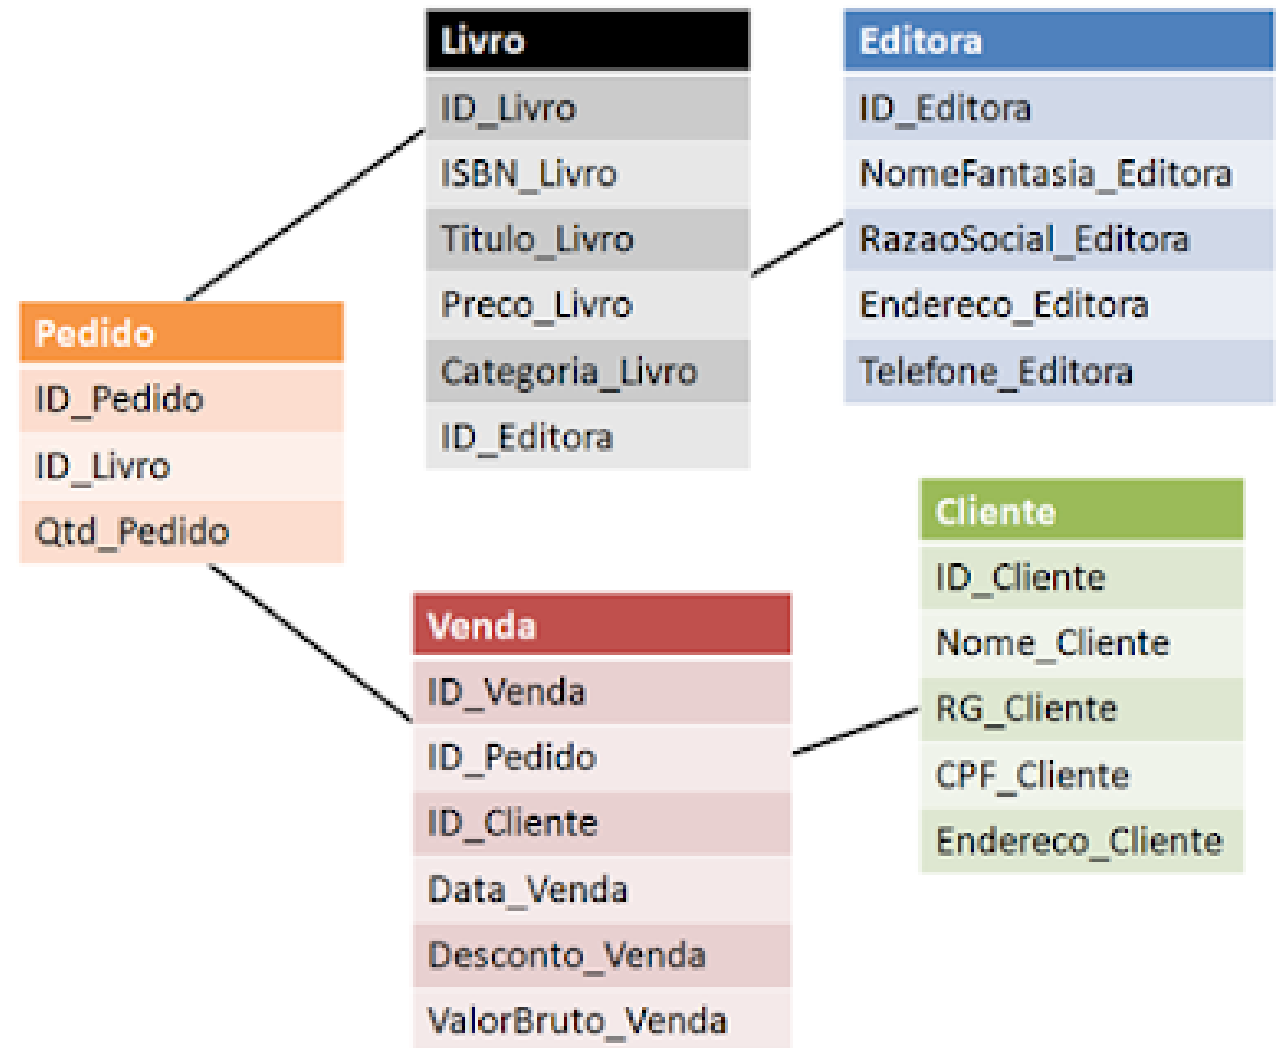 Livro
ID_Livro
ISBN_Livro
Titulo_Livro
Preco_Livro
Categoria_Livro
ID_Editora
Editora
ID_Editora
NomeFantasia_Editora
RazaoSocial_Editora
Endereco_Editora
Telefone_Editora
Pedido
ID_Pedido
ID_Livro
Qtd_Pedido
Venda
ID_Venda
ID_Pedido
ID_Cliente
Data_Venda
Desconto_Venda
ValorBruto_Venda
Cliente
ID_Cliente
Nome_Cliente
RG_Cliente
CPF_Cliente
Endereco_Cliente